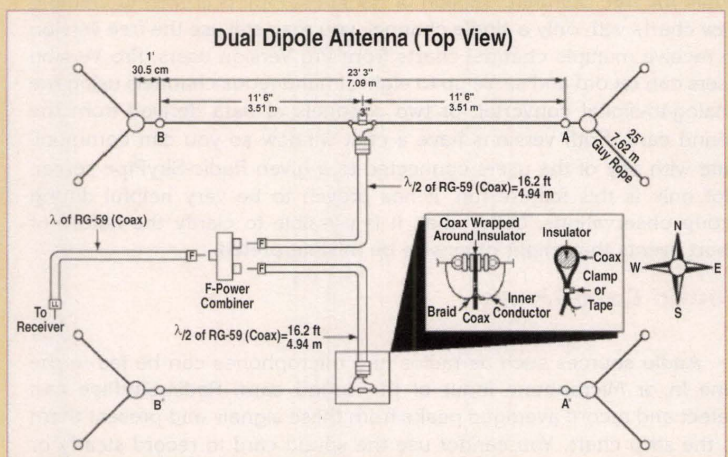 Dual Dipole Antenna (Top View)
1'
30.5 cm
23' 3"
7.09 m
11' 6"
3.51 m
11' 6"
3.51 m
B
A
25'
7.62 m
Guy Rope
λ/2 of RG-59 (Coax)=16.2 ft
4.94 m
λ of RG-59 (Coax)
F
F
F
F-Power
Combiner
To
Receiver
Coax Wrapped
Around Insulator
Insulator
Coax
Clamp
or
Tape
Braid
Coax
Inner
Conductor
N
W
E
S
λ/2 of RG-59 (Coax)=16.2 ft
4.94 m
B'
A'